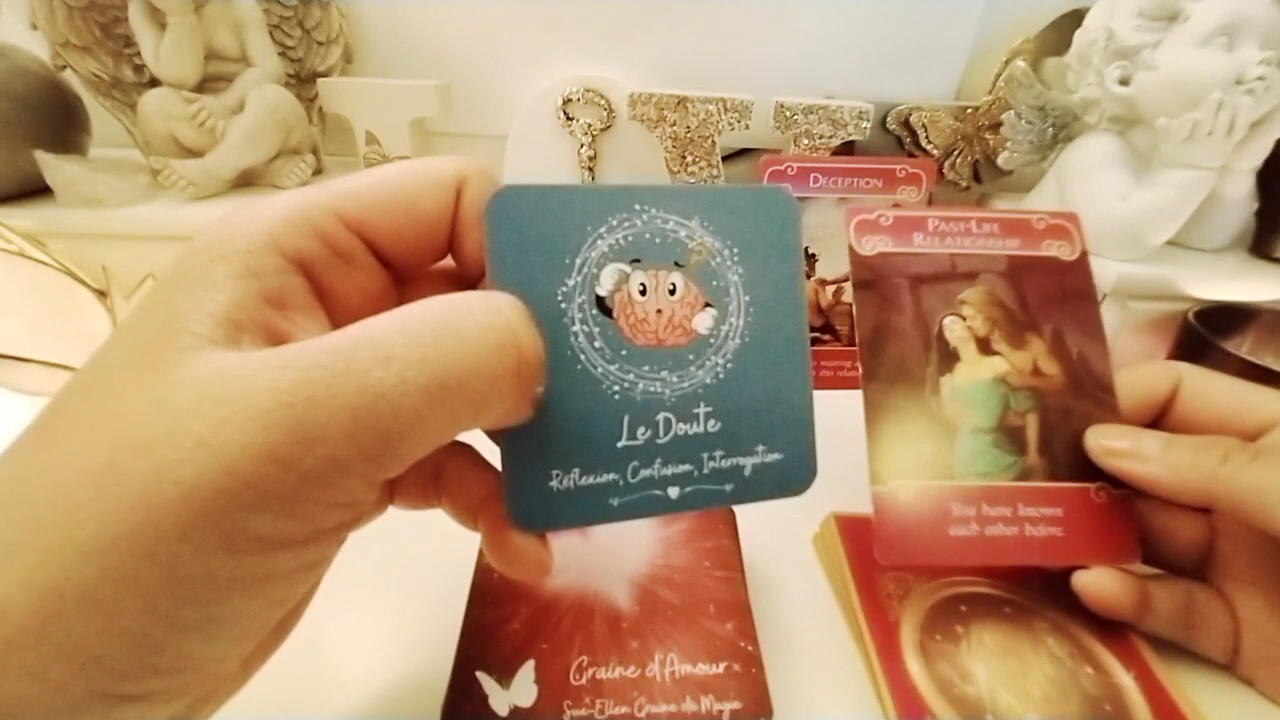 DECEPTION
PAST-LIFE
RELATIONSHIP
You have known
each other before.
Le Doute
Réflexion, Confusion, Interrogation
Graine d'Amour
Sue-Ellen Graine de Magie